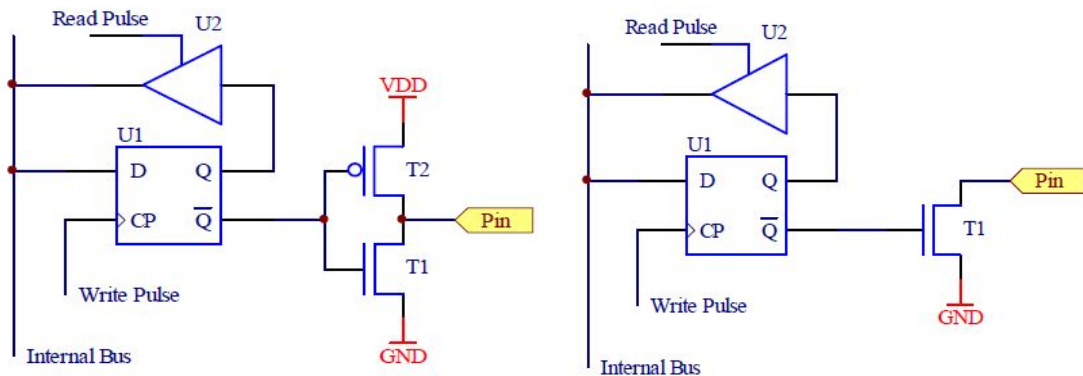 Read Pulse
U2
VDD
U1
D Q
T2
CP Q
Pin
T1
Write Pulse
GND
Internal Bus
Read Pulse
U2
U1
Pin
D Q
CP Q
T1
Write Pulse
GND
Internal Bus